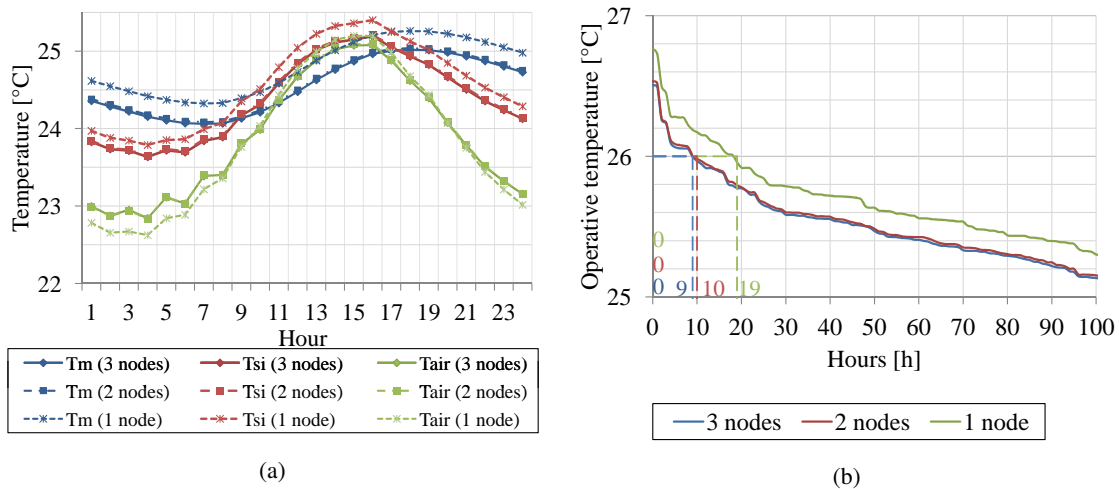 Temperature [°C]
25
24
23
22
1 3 5 7 9 11 13 15 17 19 21 23
Hour
Tm (3 nodes) Tsi (3 nodes) Tair (3 nodes)
Tm (2 nodes) Tsi (2 nodes) Tair (2 nodes)
Tm (1 node) Tsi (1 node) Tair (1 node)
(a)
Operative temperature [°C]
27
26
25
0
0
0 9 10 19
0 10 20 30 40 50 60 70 80 90 100
Hours [h]
3 nodes 2 nodes 1 node
(b)